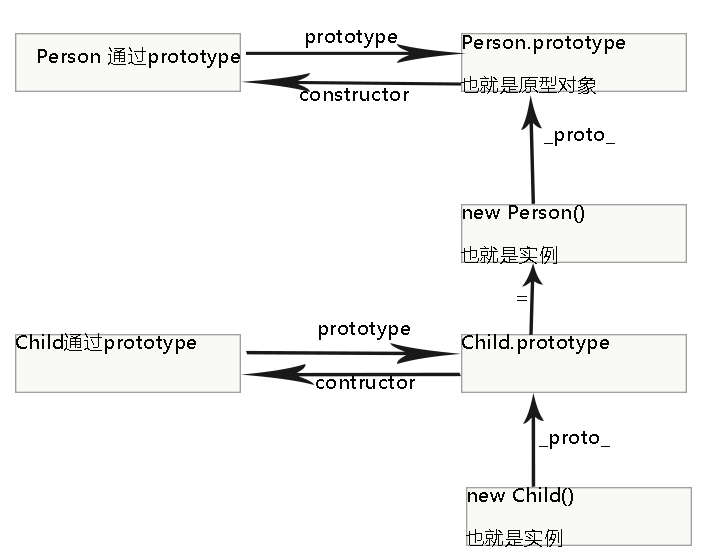 prototype
Person 通过prototype
Person.prototype
也就是原型对象
constructor
_proto_
new Person()
也就是实例
=
prototype
Child通过prototype
Child.prototype
contructor
_proto_
new Child()
也就是实例